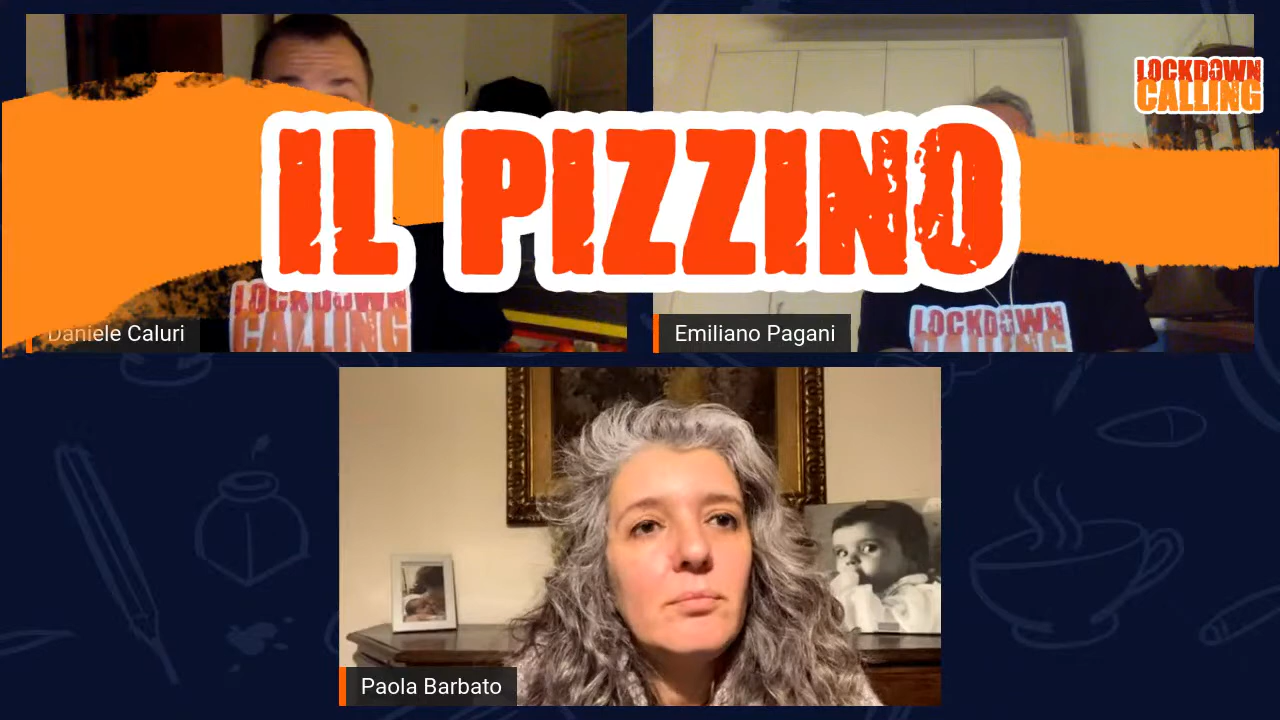 LOCKDOWN
CALLING
IL PIZZINO
LOCKDOWN
CALLING
Daniele Caluri
LOCKDOWN
CALLING
Emiliano Pagani
Paola Barbato